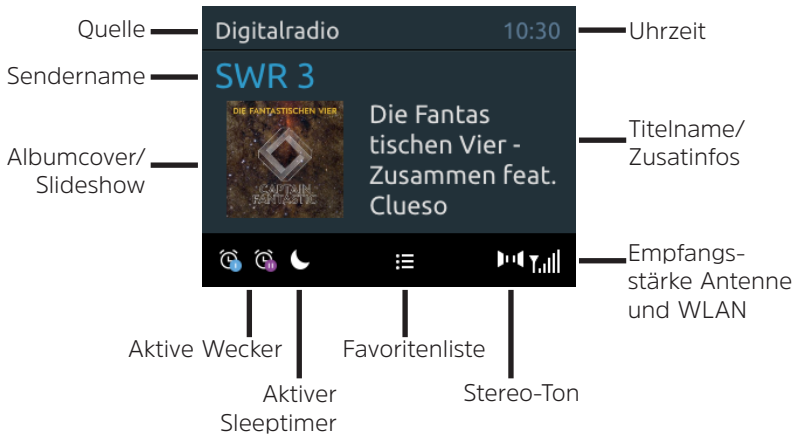 Quelle
Digitalradio
10:30
Uhrzeit
Sendername
SWR 3
Albumcover/
Slideshow
DIE FANTASTISCHEN VIER
CAPTAIN
FANTASTIC
Die Fantas
tischen Vier -
Zusammen feat.
Clueso
Titelname/
Zusatinfos
Empfangs-
stärke Antenne
und WLAN
Aktive Wecker
Favoritenliste
Aktiver
Sleeptimer
Stereo-Ton